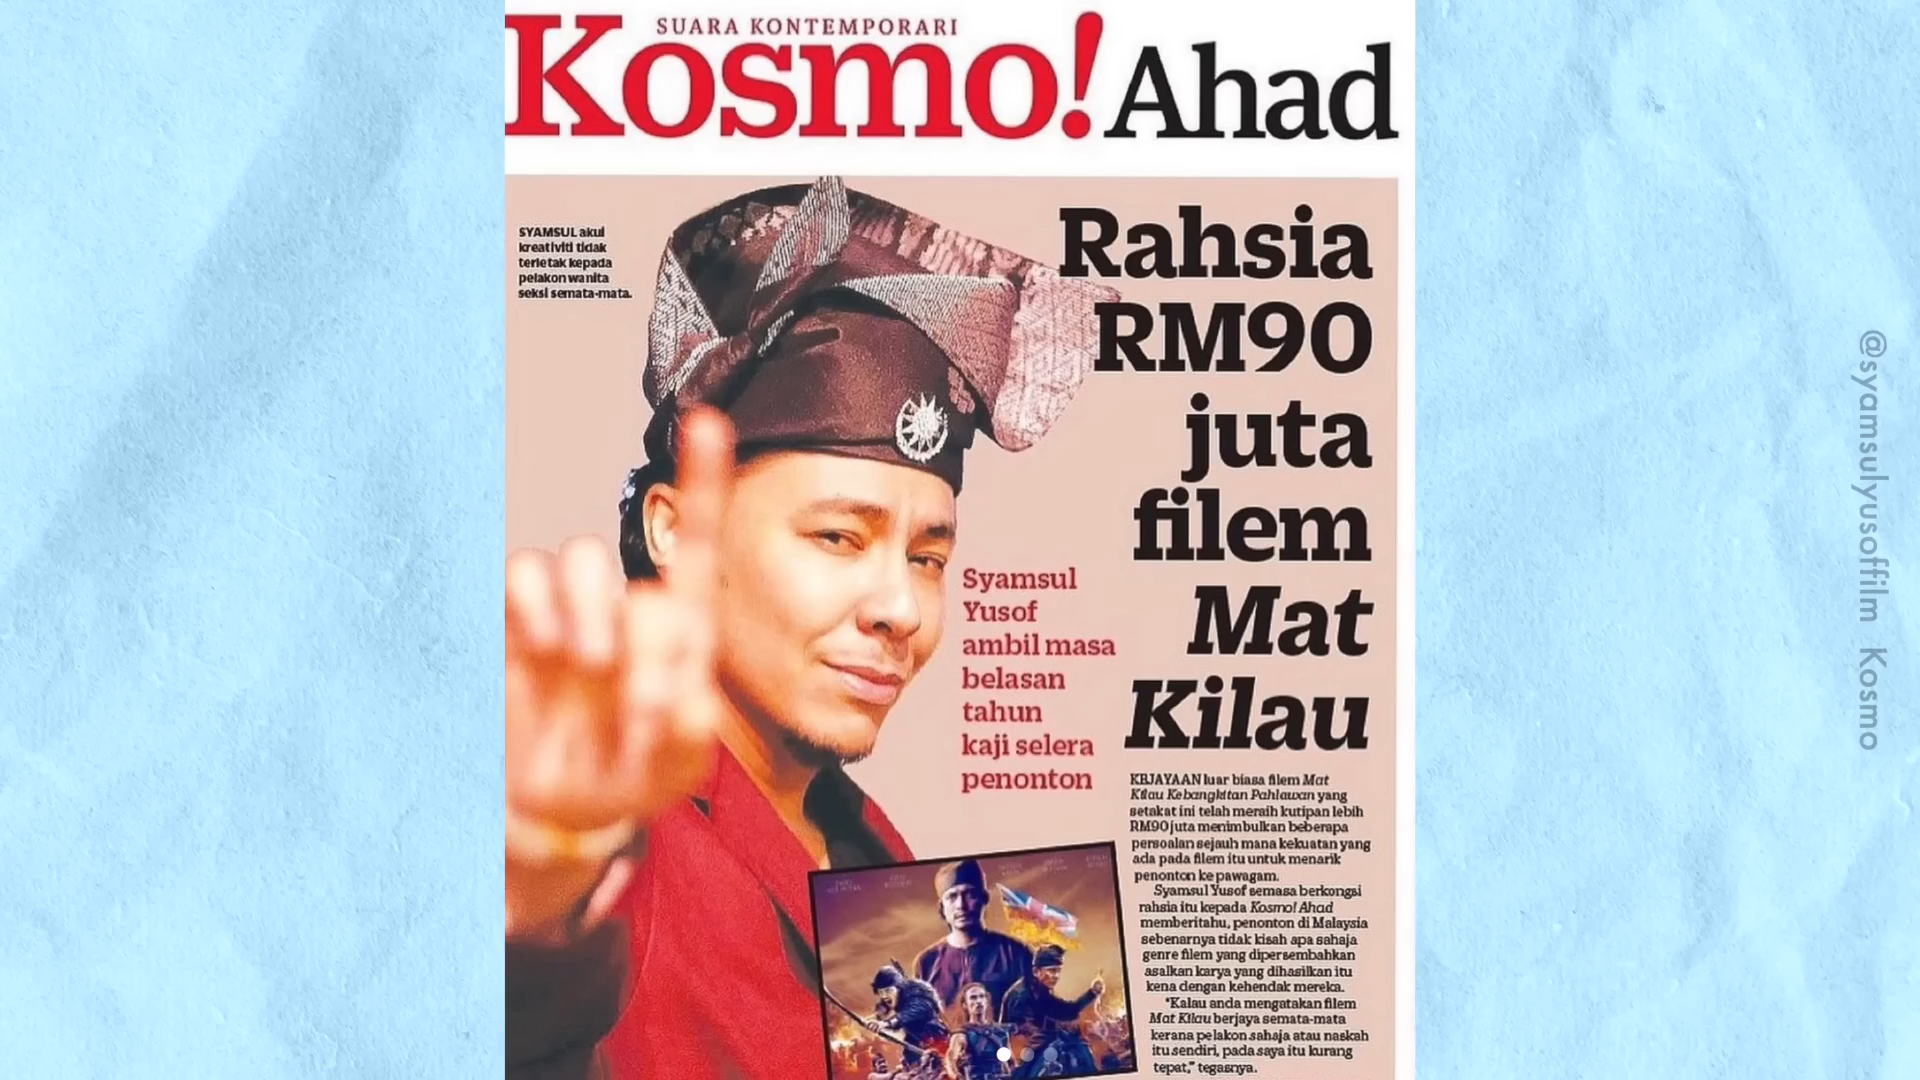 SUARA KONTEMPORARI
Kosmo! Ahad
SYAMSUL akui
kreativiti tidak
terletak kepada
pelakon wanita
seksi semata-mata.
Rahsia
RM90
juta
filem
Mat
Kilau
Syamsul
Yusof
ambil masa
belasan
tahun
kaji selera
penonton
KEJAYAAN luar biasa filem Mat
Kilau Kebangkitan Pahlawan yang
setakat ini telah meraih kutipan lebih
RM90 juta menimbulkan beberapa
persoalan sejauh mana kekuatan yang
ada pada filem itu untuk menarik
penonton ke pawagam.
Syamsul Yusof semasa berkongsi
rahsia itu kepada Kosmo! Ahad
memberitahu, penonton di Malaysia
sebenarnya tidak kisah apa sahaja
genre filem yang dipersembahkan
asalkan karya yang dihasilkan itu
kena dengan kehendak mereka.
"Kalau anda mengatakan filem
Mat Kilau berjaya semata-mata
kerana pelakon sahaja atau naskah
itu sendiri, pada saya itu kurang
tepat," tegasnya.
@syamsulyusoffilm Kosmo